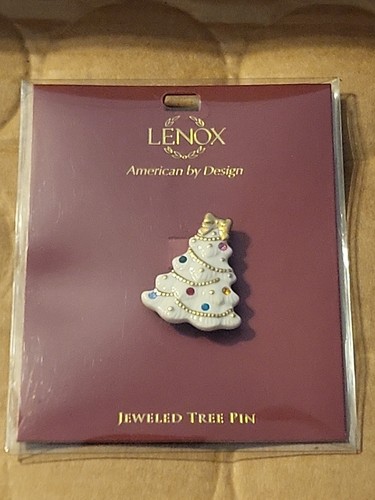 LENOX
American by Design
JEWELED TREE PIN